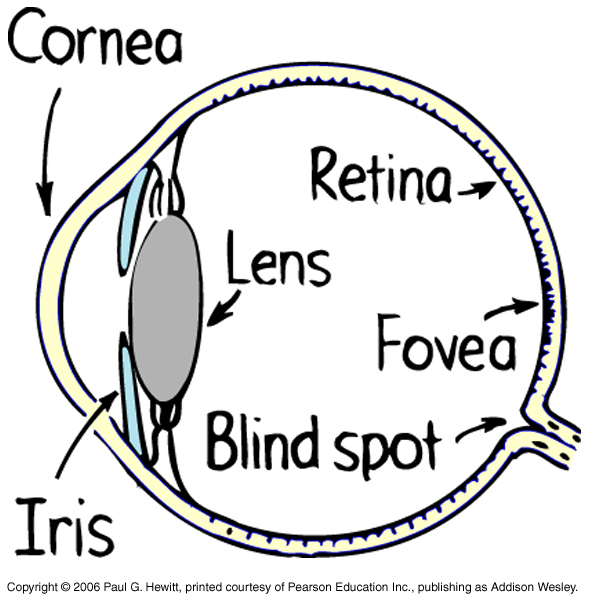 Cornea
Retina
Lens
Fovea
Blind spot
Iris
Copyright © 2006 Paul G. Hewitt, printed courtesy of Pearson Education Inc., publishing as Addison Wesley.